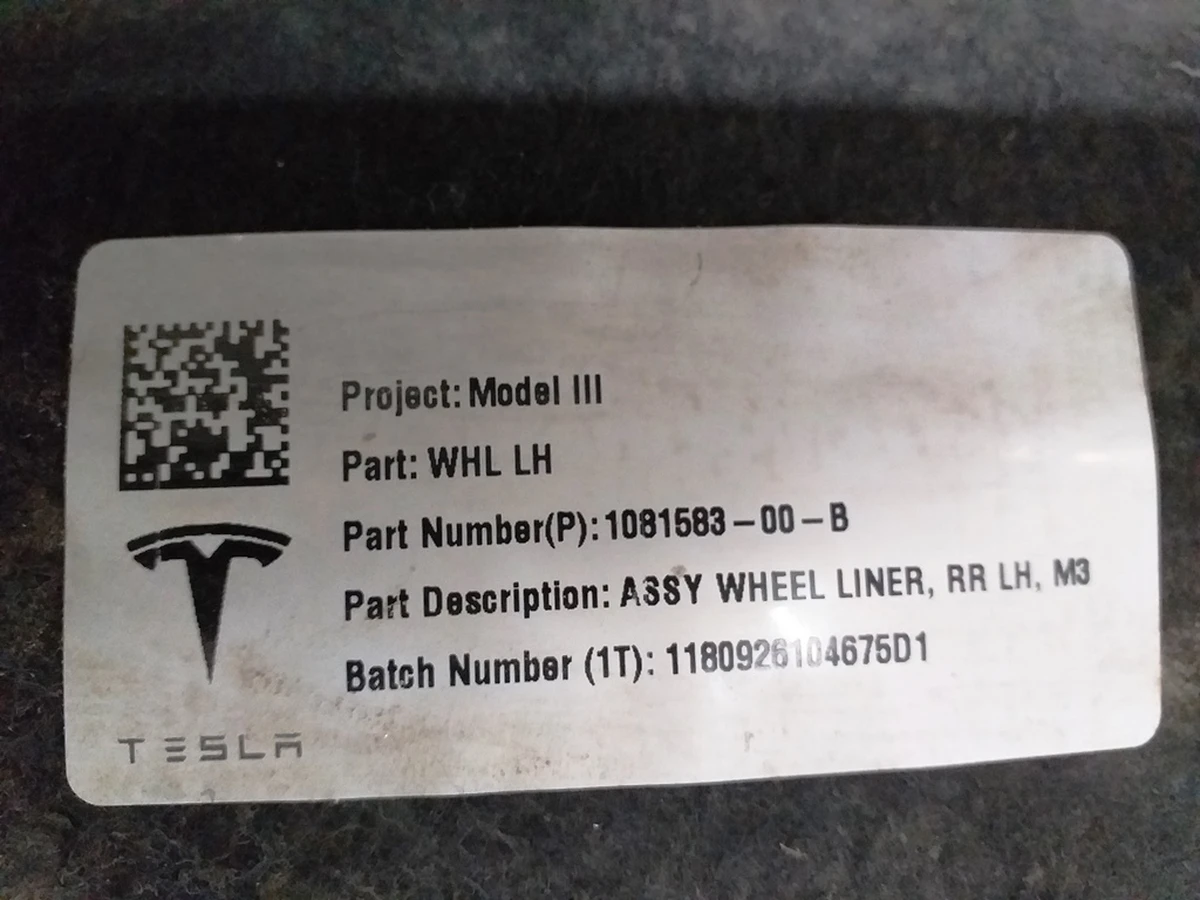 Project: Model III
Part: WHL LH
Part Number(P): 1081583-00-B
Part Description: ASSY WHEEL LINER, RR LH, M3
Batch Number (1T): 1180926104675D1
TESLA